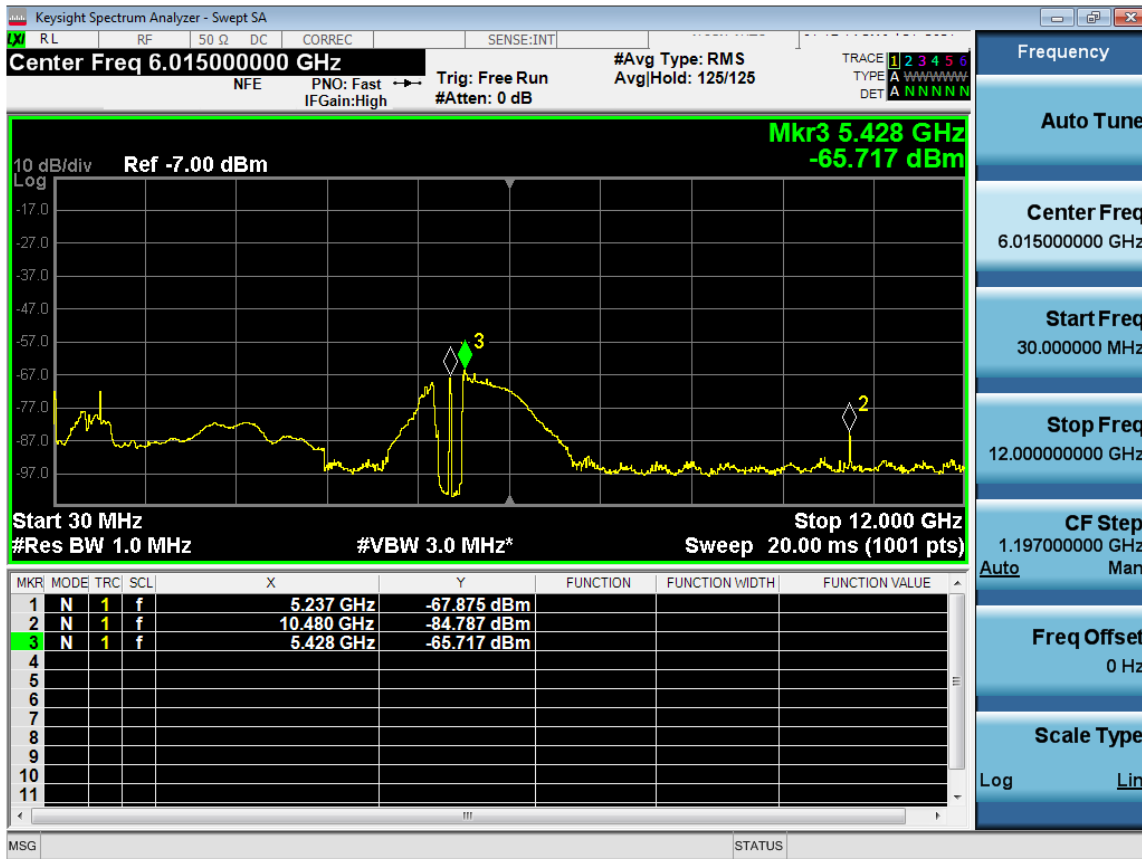 Keysight Spectrum Analyzer - Swept SA
LXI RL RF 50 Ω DC CORREC SENSE:INT
Center Freq 6.015000000 GHz
NFE PNO: Fast Trig: Free Run
IFGain:High #Atten: 0 dB
#Avg Type: RMS
Avg|Hold: 125/125
TRACE 1 2 3 4 5 6
TYPE A WWWWW
DET A N N N N N
Mkr3 5.428 GHz
-65.717 dBm
10 dB/div Ref -7.00 dBm
Log
-17.0
-27.0
-37.0
-47.0
-57.0
-67.0
-77.0
-87.0
-97.0
3
2
Start 30 MHz Stop 12.000 GHz
#Res BW 1.0 MHz #VBW 3.0 MHz* Sweep 20.00 ms (1001 pts)
MKR MODE TRC SCL X Y FUNCTION FUNCTION WIDTH FUNCTION VALUE
1 N 1 f 5.237 GHz -67.875 dBm
2 N 1 f 10.480 GHz -84.787 dBm
3 N 1 f 5.428 GHz -65.717 dBm
4
5
6
7
8
9
10
11
MSG STATUS
Frequency
Auto Tune
Center Freq
6.015000000 GHz
Start Freq
30.000000 MHz
Stop Freq
12.000000000 GHz
CF Step
1.197000000 GHz
Auto Man
Freq Offset
0 Hz
Scale Type
Log Lin